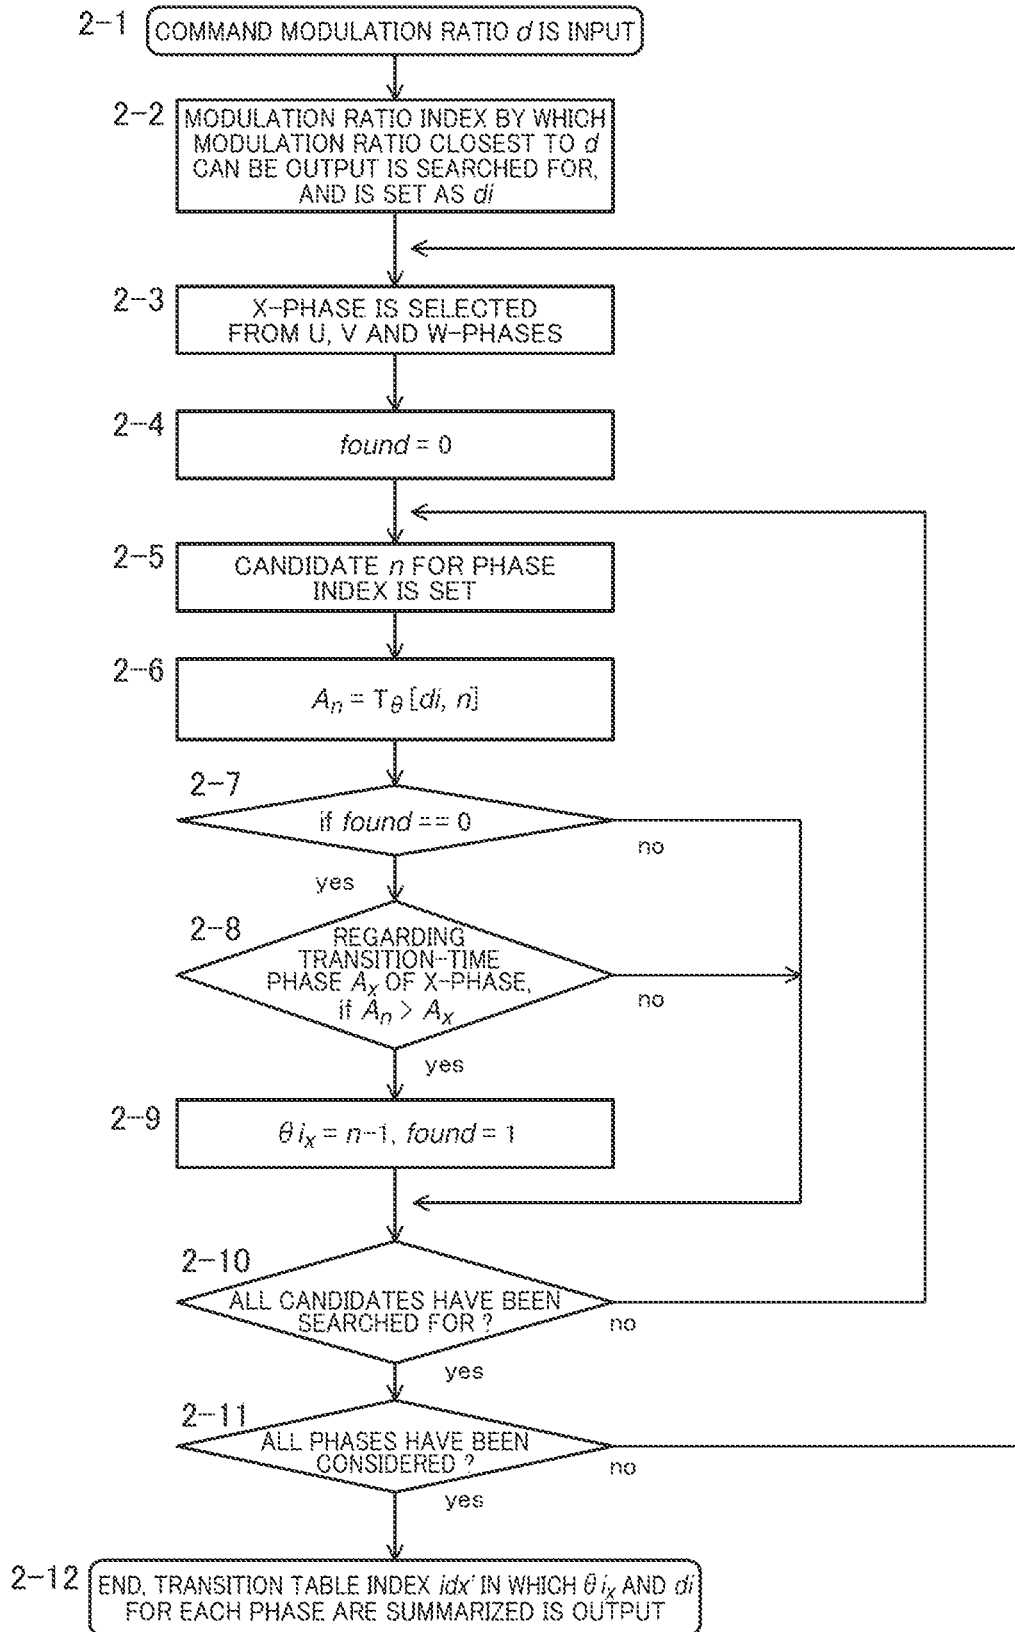 2-1
COMMAND MODULATION RATIO d IS INPUT
2-2
MODULATION RATIO INDEX BY WHICH
MODULATION RATIO CLOSEST TO d
CAN BE OUTPUT IS SEARCHED FOR,
AND IS SET AS di
2-3
X-PHASE IS SELECTED
FROM U, V AND W-PHASES
2-4
found = 0
2-5
CANDIDATE n FOR PHASE
INDEX IS SET
2-6
Aₙ = T_θ [di, n]
2-7
if found == 0
no
yes
2-8
REGARDING
TRANSITION-TIME
PHASE Aₓ OF X-PHASE,
if Aₙ > Aₓ
no
yes
2-9
θiₓ = n-1, found = 1
2-10
ALL CANDIDATES HAVE BEEN
SEARCHED FOR ?
no
yes
2-11
ALL PHASES HAVE BEEN
CONSIDERED ?
no
yes
2-12
END. TRANSITION TABLE INDEX idx' IN WHICH θiₓ AND di
FOR EACH PHASE ARE SUMMARIZED IS OUTPUT